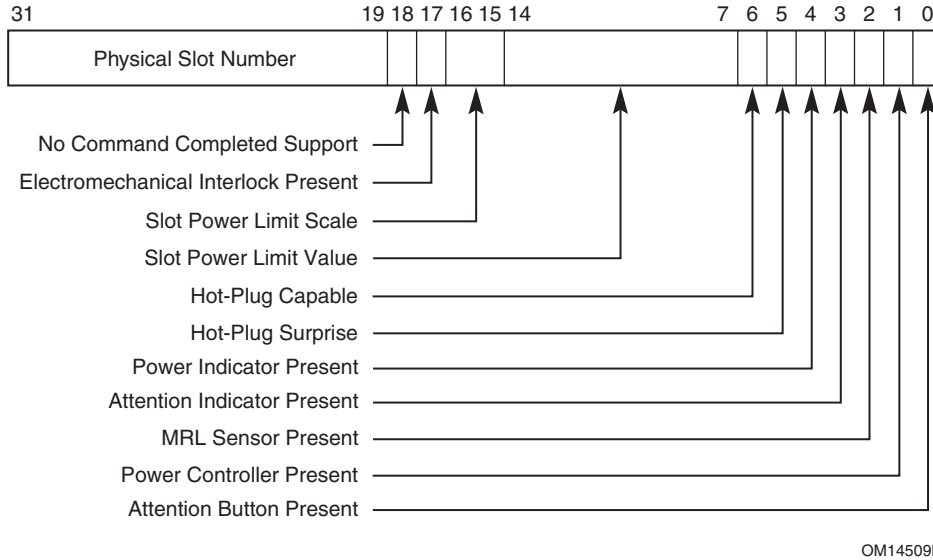 31 19 18 17 16 15 14 7 6 5 4 3 2 1 0
Physical Slot Number
No Command Completed Support
Electromechanical Interlock Present
Slot Power Limit Scale
Slot Power Limit Value
Hot-Plug Capable
Hot-Plug Surprise
Power Indicator Present
Attention Indicator Present
MRL Sensor Present
Power Controller Present
Attention Button Present